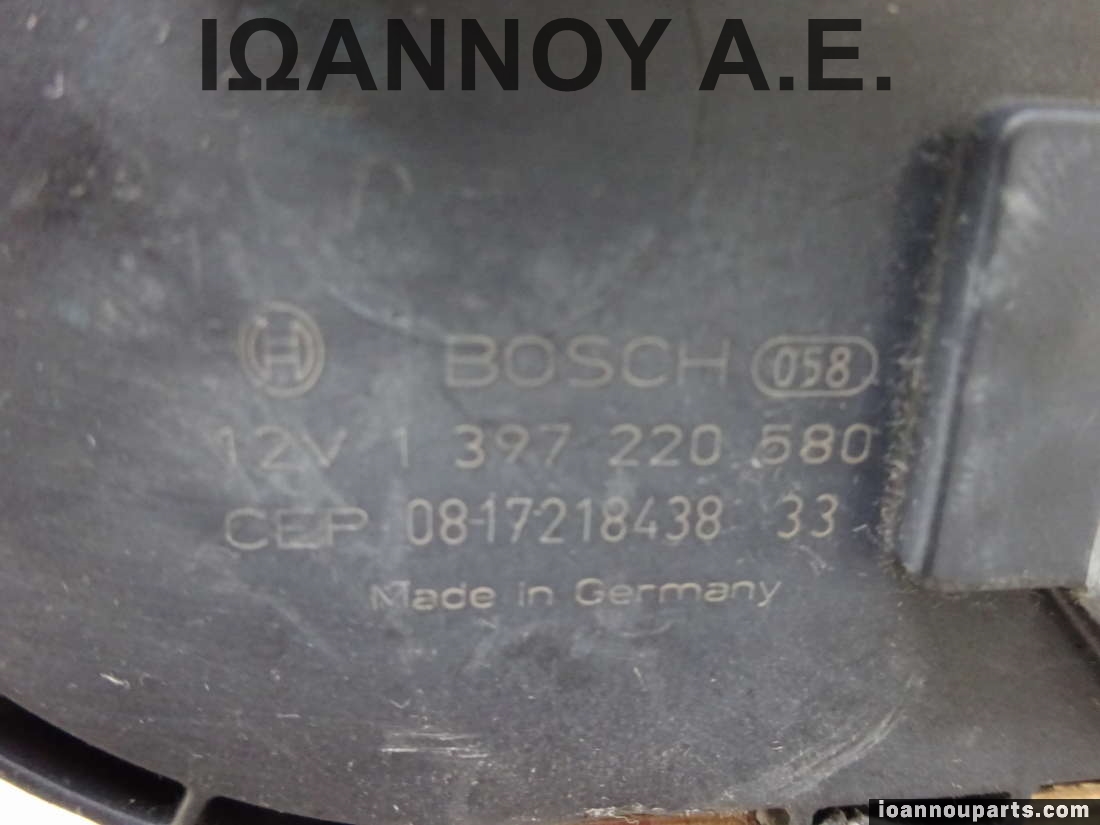 ΙΩΑΝΝΟΥ Α.Ε.
BOSCH 058
12V 1 397 220 580
CEP 0817218438 33
Made in Germany
ioannouparts.com